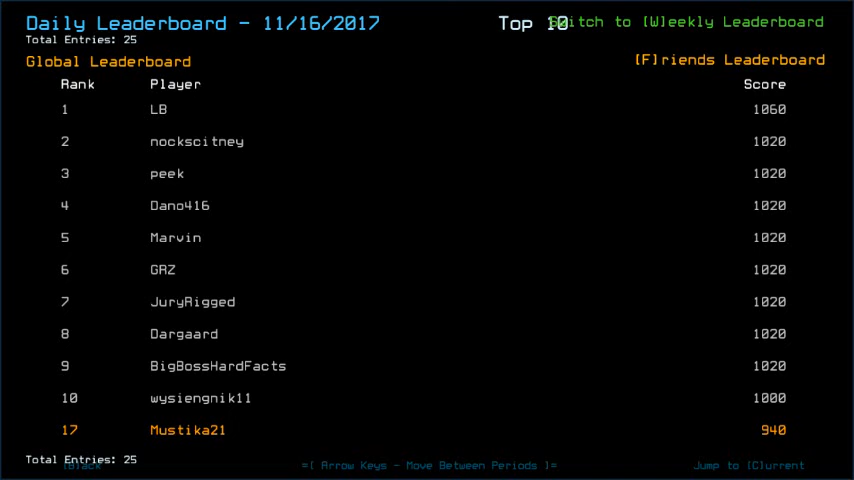 Daily Leaderboard - 11/16/2017 Top 10 Switch to [W]eekly Leaderboard
Total Entries: 25
Global Leaderboard [F]riends Leaderboard
Rank Player Score
1 LB 1060
2 nockscitney 1020
3 peek 1020
4 Dano416 1020
5 Marvin 1020
6 GRZ 1020
7 JuryRigged 1020
8 Dargaard 1020
9 BigBossHardFacts 1020
10 wysiengnik11 1000
17 Mustika21 940
Total Entries: 25
[B]ack =[ Arrow Keys - Move Between Periods ]= Jump to [C]urrent